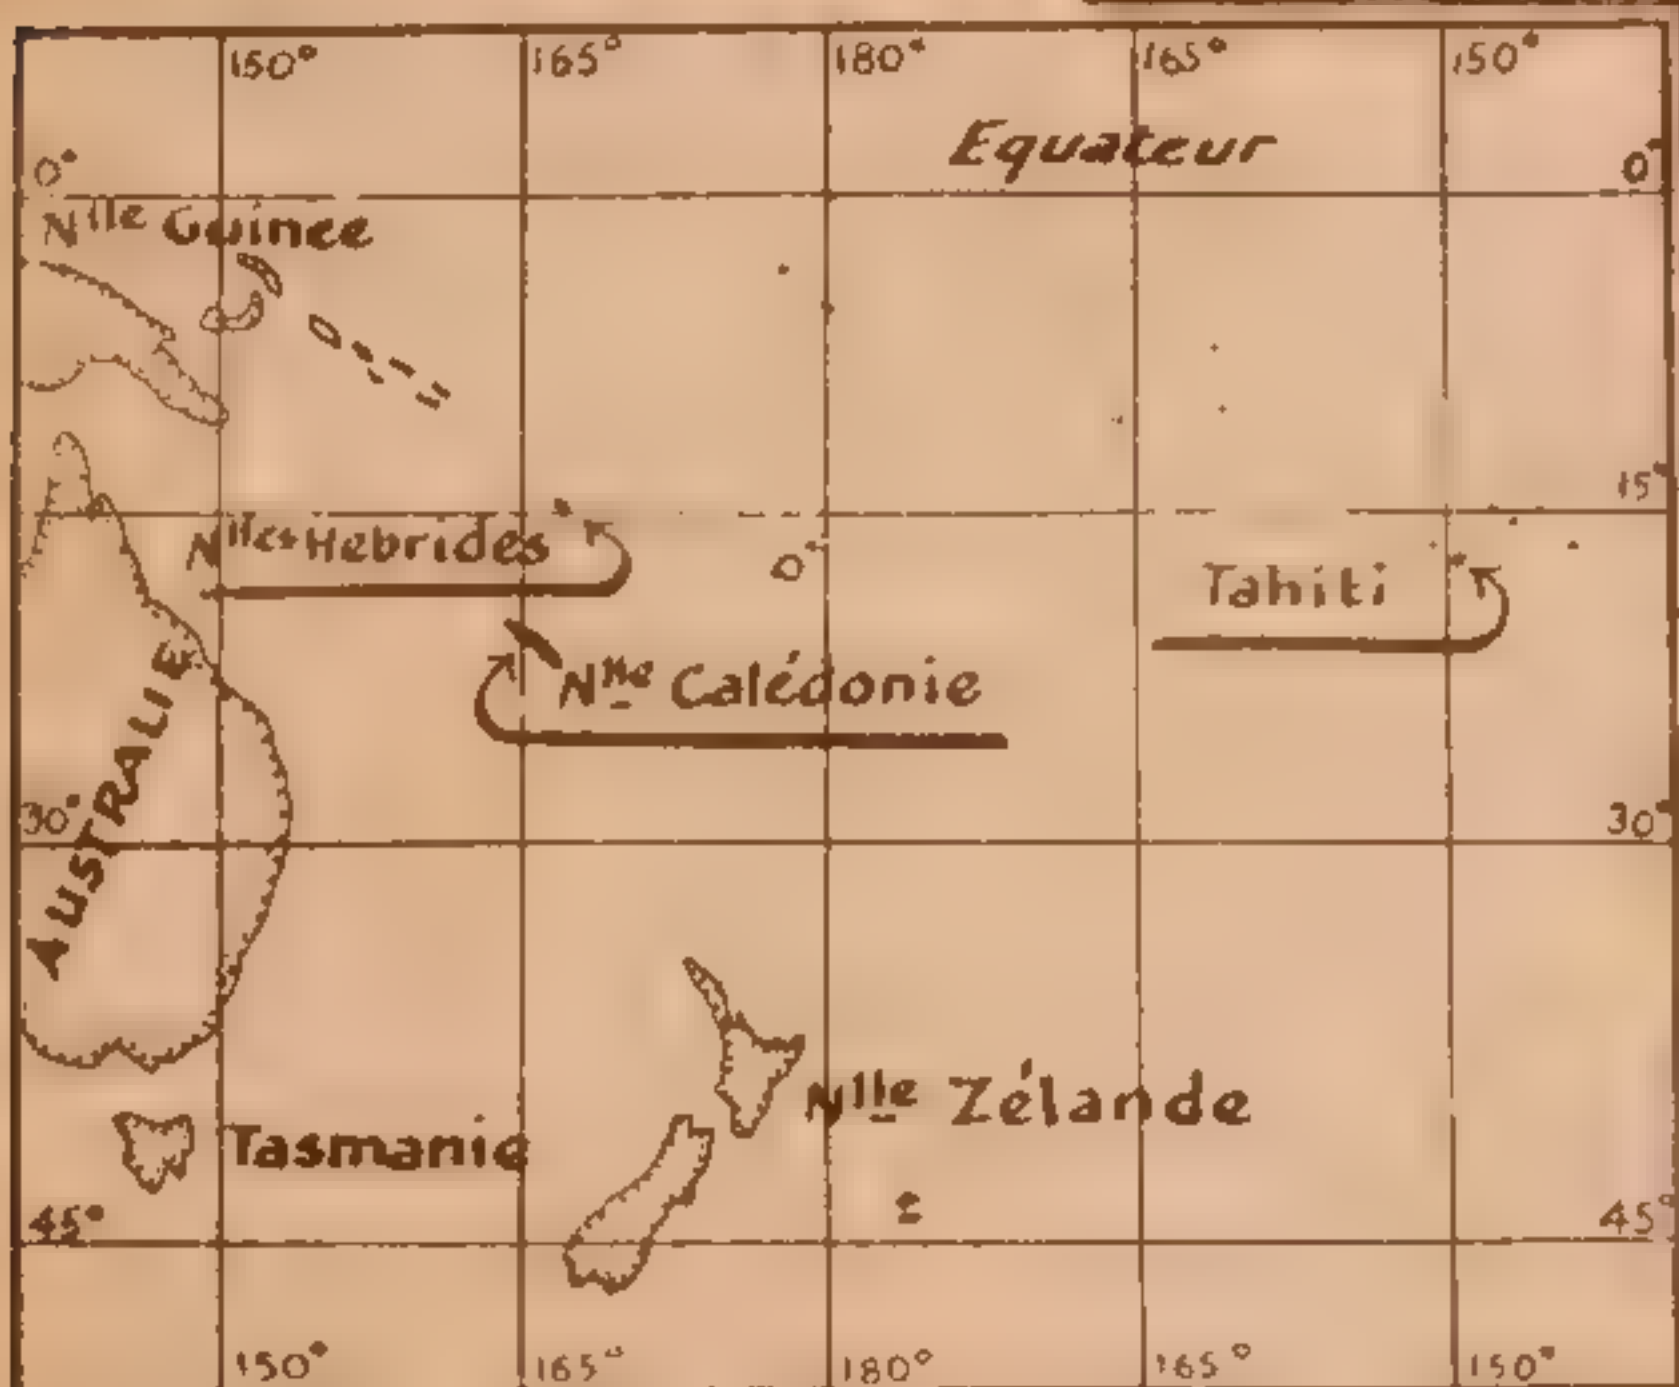 150° 165° 180° 165° 150°
Equateur
0° 0°
Nlle Guinee
15°
Nlles Hebrides
Tahiti
Nlle Calédonie
AUSTRALIE
30° 30°
Nlle Zélande
Tasmanie
45° 45°
150° 165° 180° 165° 150°